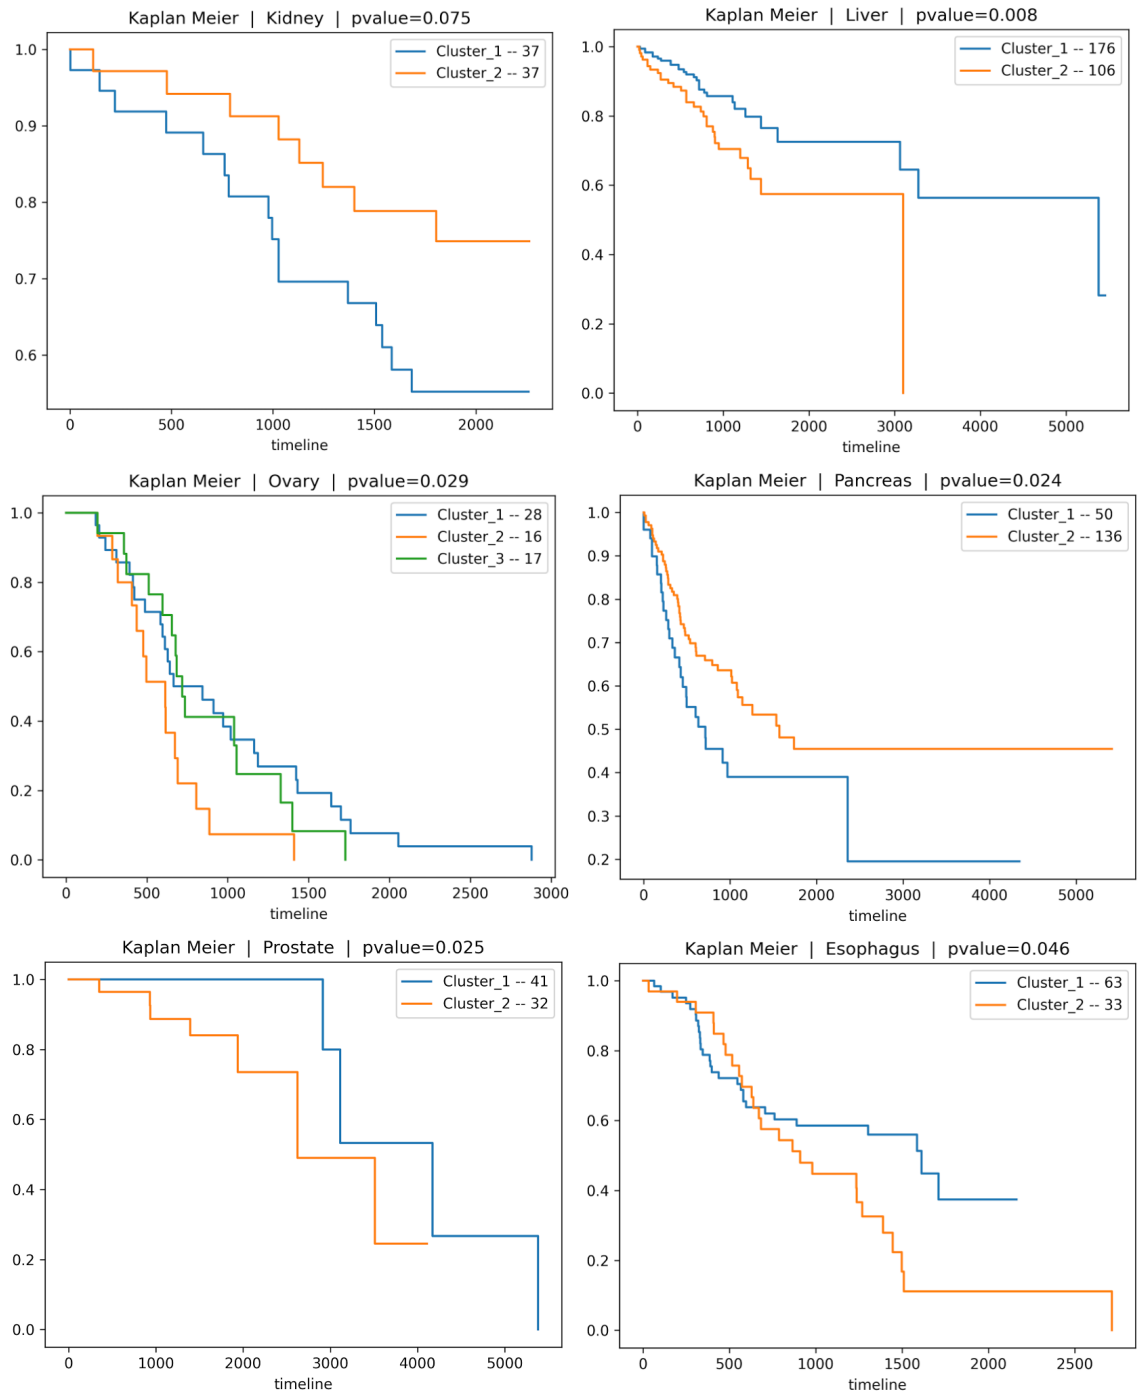 Kaplan Meier | Kidney | pvalue=0.075
Cluster_1 -- 37
Cluster_2 -- 37
1.0
0.9
0.8
0.7
0.6
0 500 1000 1500 2000
timeline
Kaplan Meier | Liver | pvalue=0.008
Cluster_1 -- 176
Cluster_2 -- 106
1.0
0.8
0.6
0.4
0.2
0.0
0 1000 2000 3000 4000 5000
timeline
Kaplan Meier | Ovary | pvalue=0.029
Cluster_1 -- 28
Cluster_2 -- 16
Cluster_3 -- 17
1.0
0.8
0.6
0.4
0.2
0.0
0 500 1000 1500 2000 2500 3000
timeline
Kaplan Meier | Pancreas | pvalue=0.024
Cluster_1 -- 50
Cluster_2 -- 136
1.0
0.9
0.8
0.7
0.6
0.5
0.4
0.3
0.2
0 1000 2000 3000 4000 5000
timeline
Kaplan Meier | Prostate | pvalue=0.025
Cluster_1 -- 41
Cluster_2 -- 32
1.0
0.8
0.6
0.4
0.2
0.0
0 1000 2000 3000 4000 5000
timeline
Kaplan Meier | Esophagus | pvalue=0.046
Cluster_1 -- 63
Cluster_2 -- 33
1.0
0.8
0.6
0.4
0.2
0.0
0 500 1000 1500 2000 2500
timeline